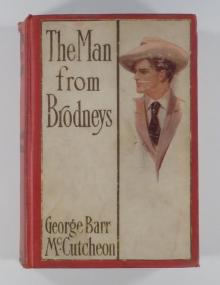 The Man
from
Brodneys
George Barr
McCutcheon